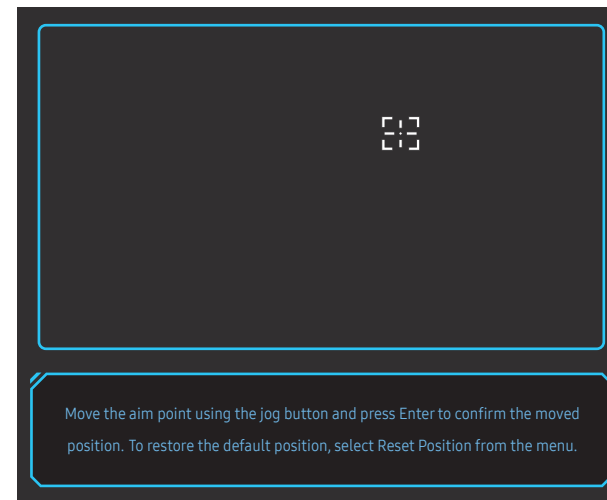 Move the aim point using the jog button and press Enter to confirm the moved
position. To restore the default position, select Reset Position from the menu.